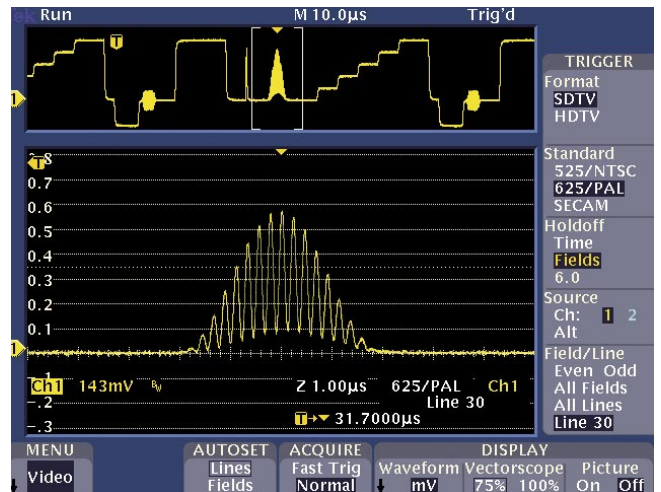 Run M 10.0µs Trig'd
T
1
TRIGGER
Format
SDTV
HDTV
Standard
525/NTSC
625/PAL
SECAM
Holdoff
Time
Fields
6.0
Source
Ch: 1 2
Alt
Field/Line
Even Odd
All Fields
All Lines
Line 30
T
0.7
0.6
0.5
0.4
0.3
0.2
0.1
1
Ch1 143mV Z 1.00µs 625/PAL Ch1
-.2 Line 30
T 31.7000µs
-.3
MENU
Video
AUTOSET
Lines
Fields
ACQUIRE
Fast Trig
Normal
DISPLAY
Waveform Vectorscope Picture
mV 75% 100% On Off